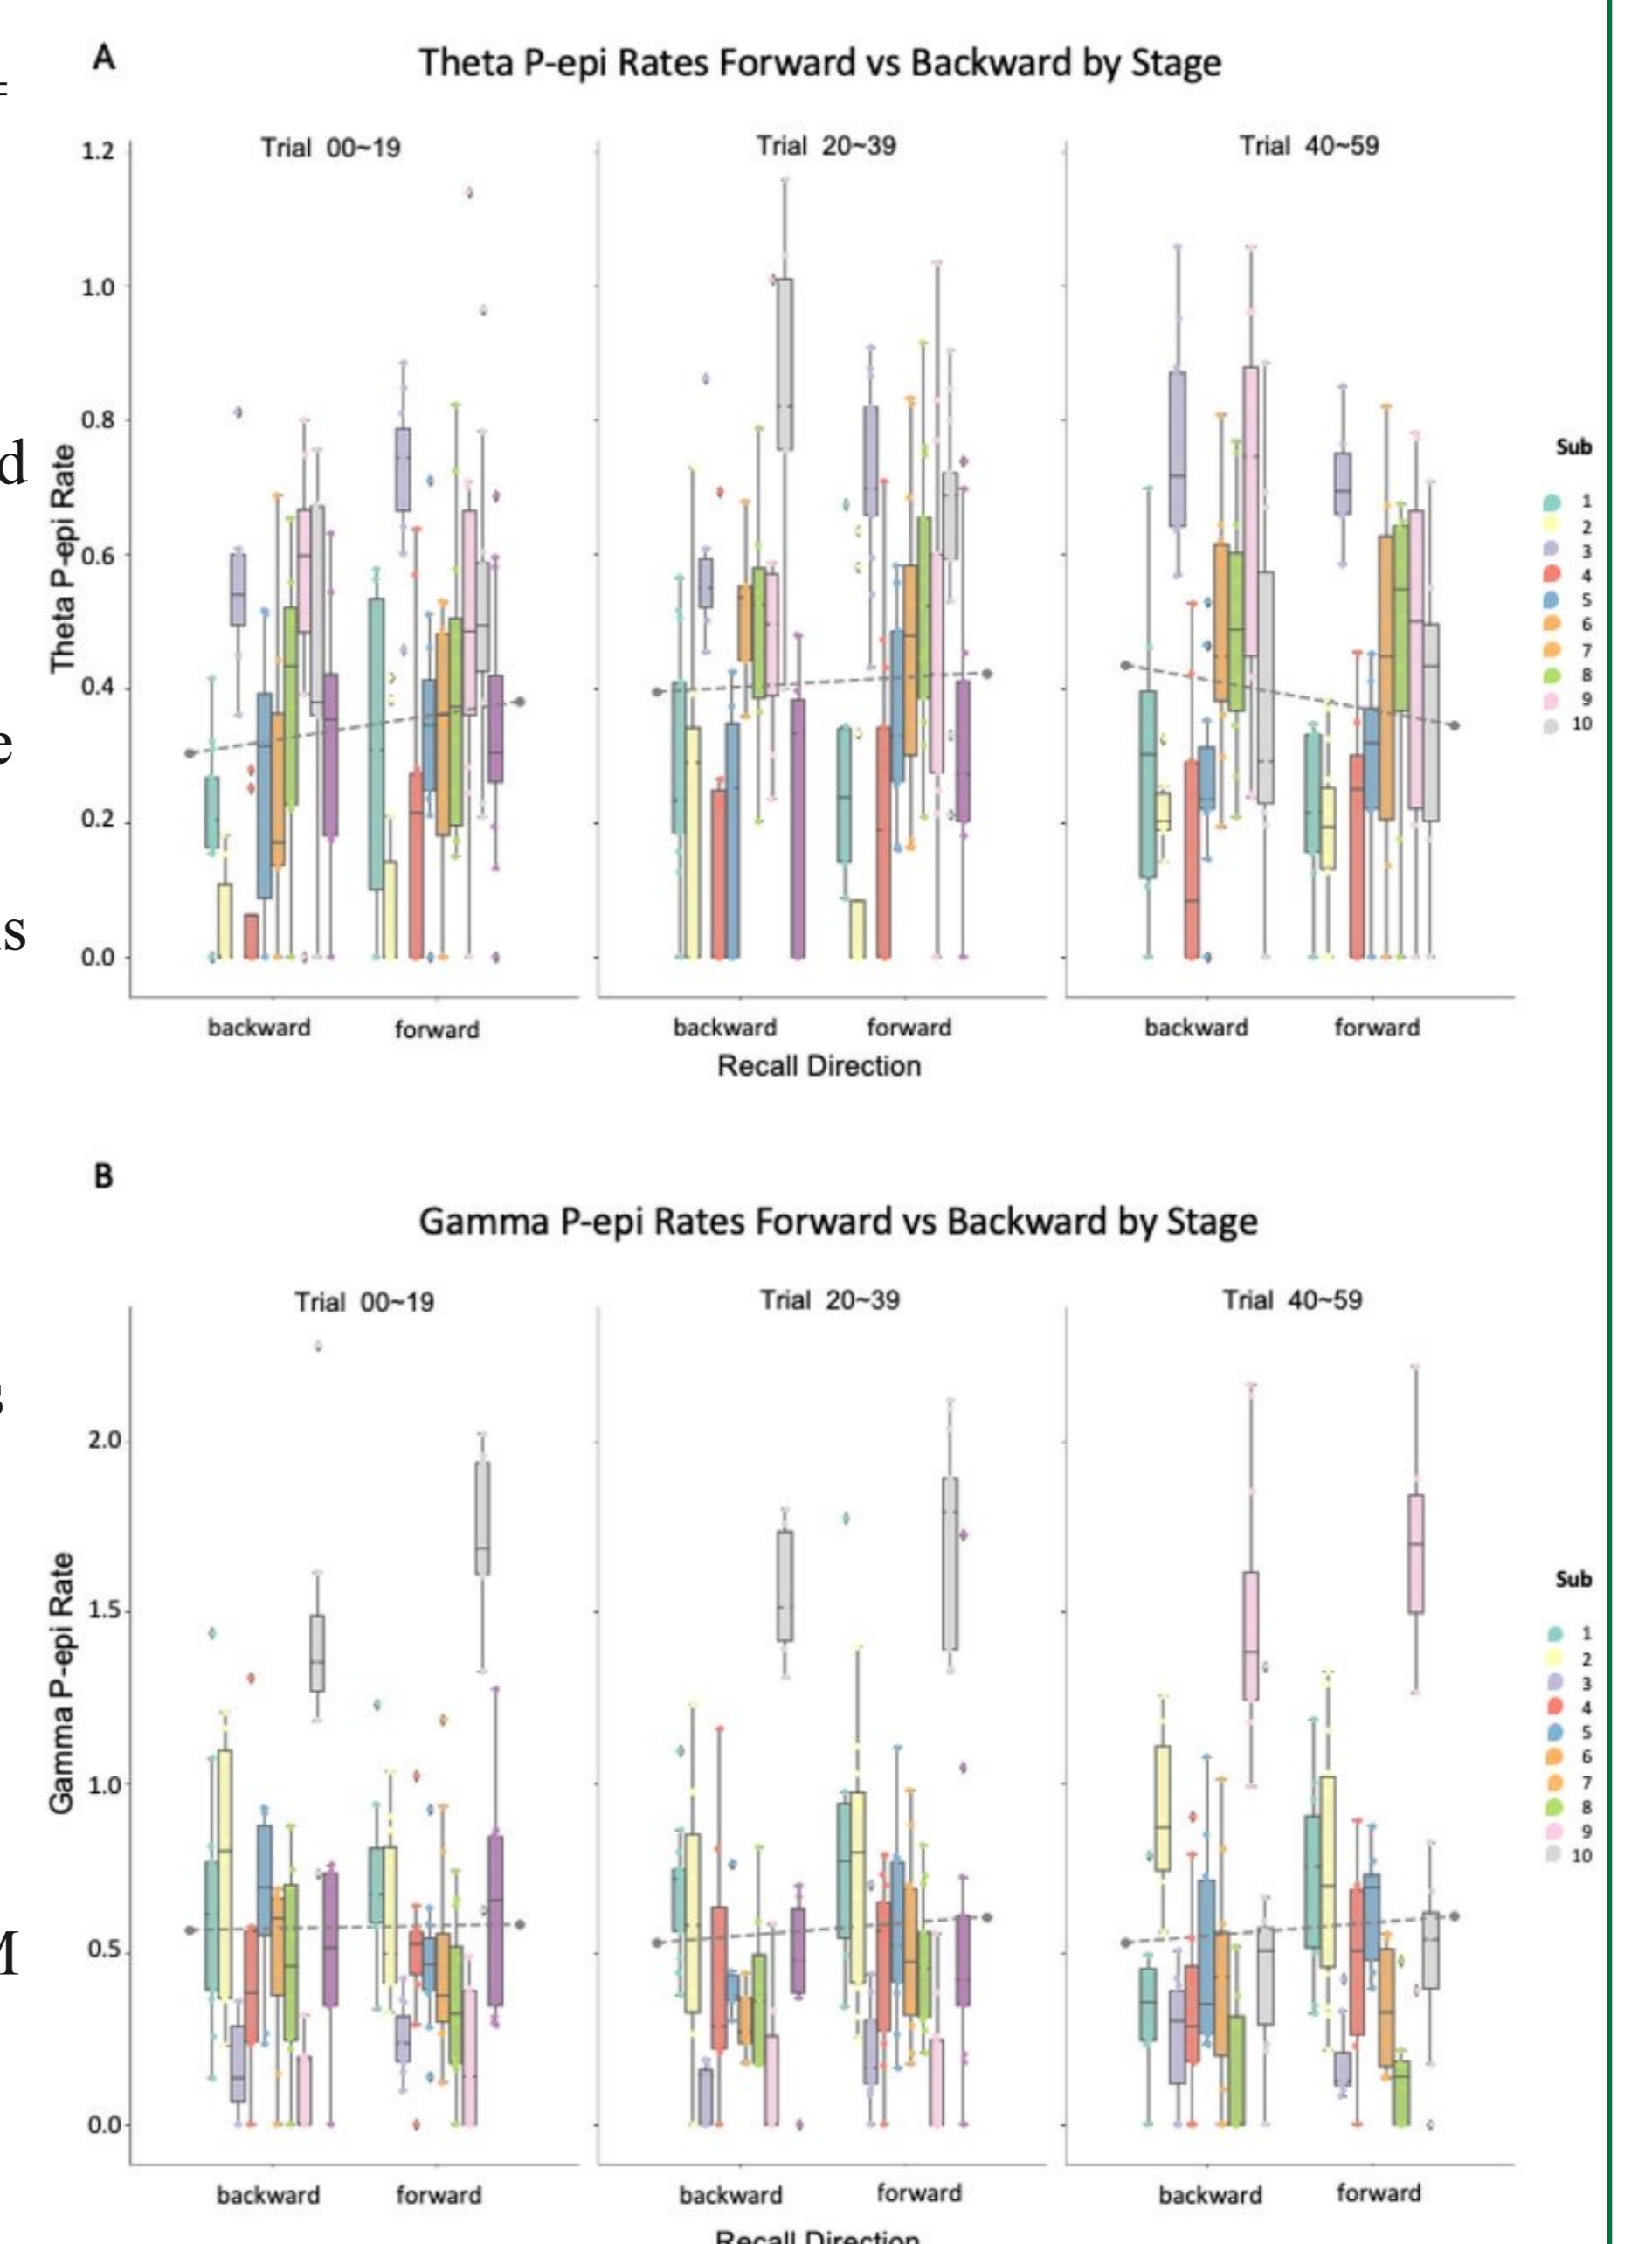 A
Theta P-epi Rates Forward vs Backward by Stage
Trial 00~19
Trial 20~39
Trial 40~59
1.2
1.0
0.8
0.6
0.4
0.2
0.0
Theta P-epi Rate
backward
forward
backward
forward
backward
forward
Recall Direction
Sub
1
2
3
4
5
6
7
8
9
10
B
Gamma P-epi Rates Forward vs Backward by Stage
Trial 00~19
Trial 20~39
Trial 40~59
2.0
1.5
1.0
0.5
0.0
Gamma P-epi Rate
backward
forward
backward
forward
backward
forward
Recall Direction
Sub
1
2
3
4
5
6
7
8
9
10